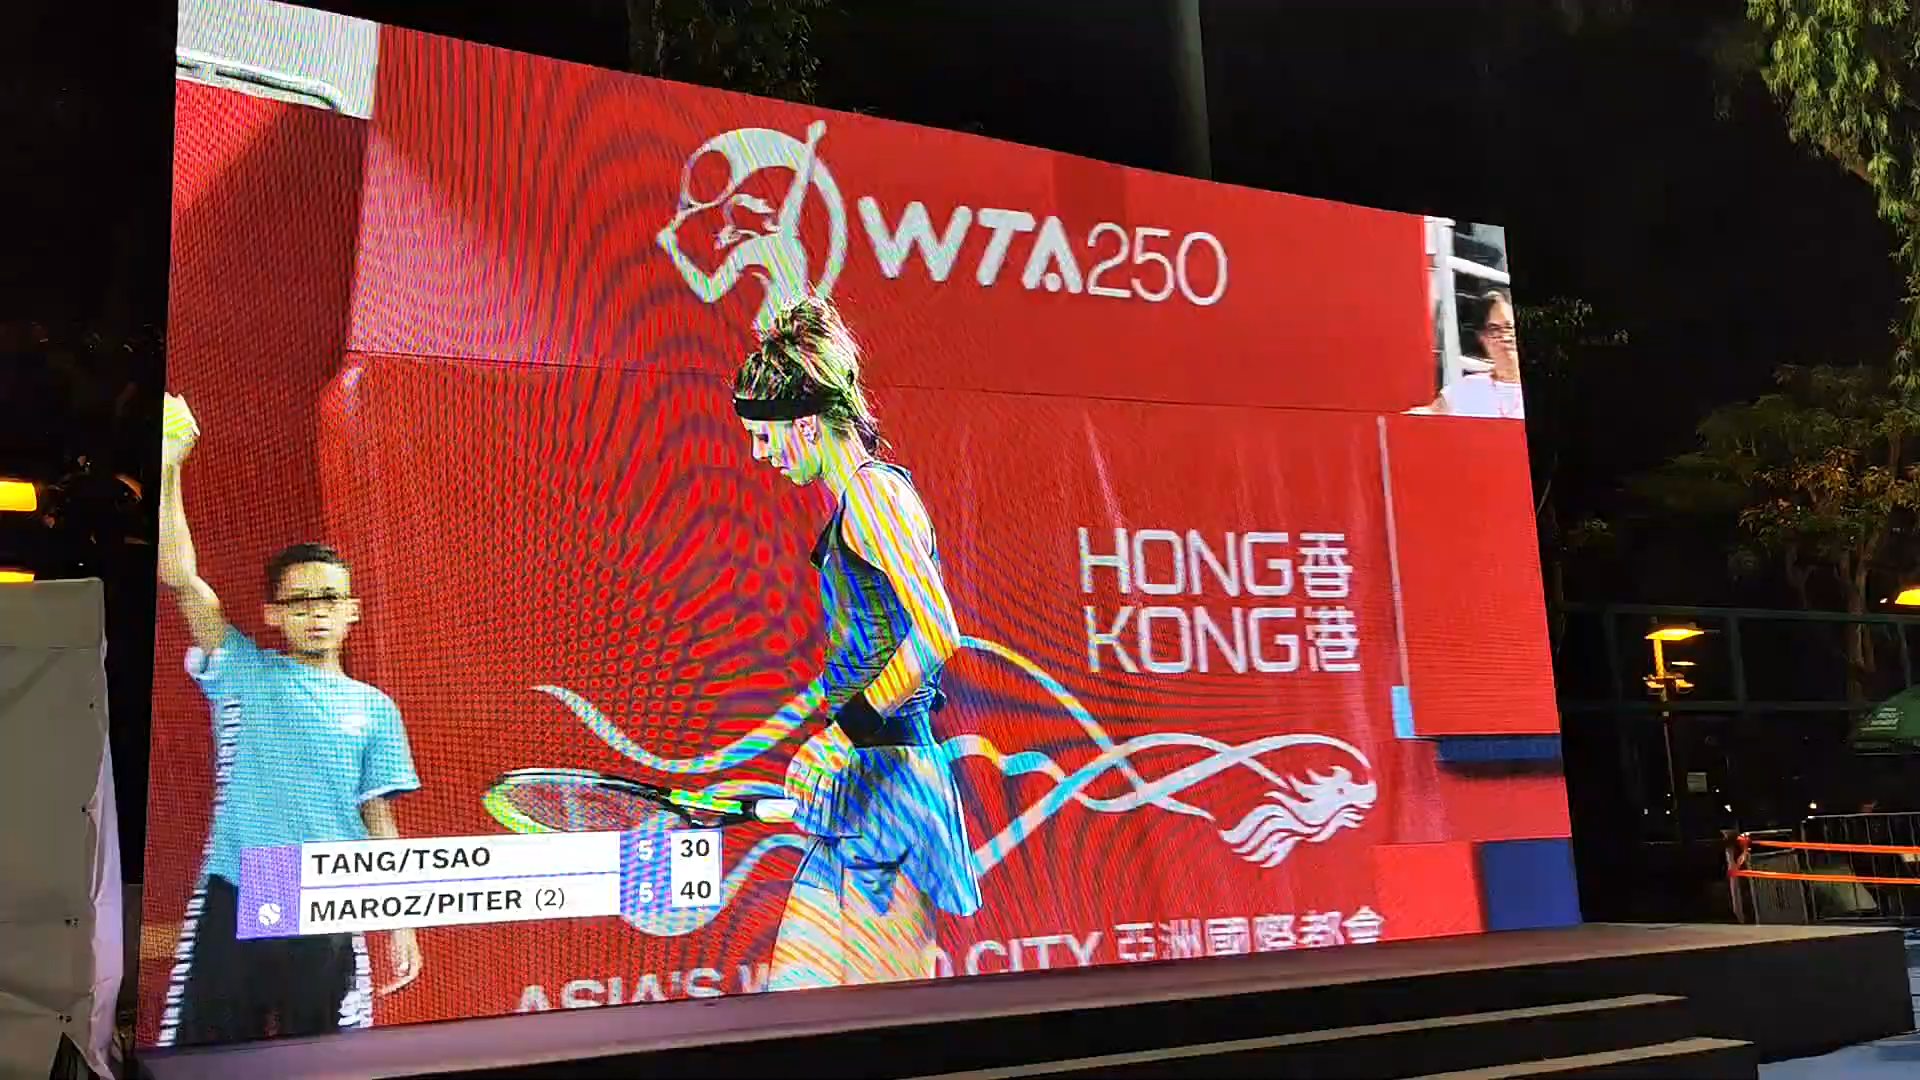 WTA250
HONG香
KONG港
TANG/TSAO 5 30
MAROZ/PITER (2) 5 40
ASIA'S CITY 亞洲國際都會